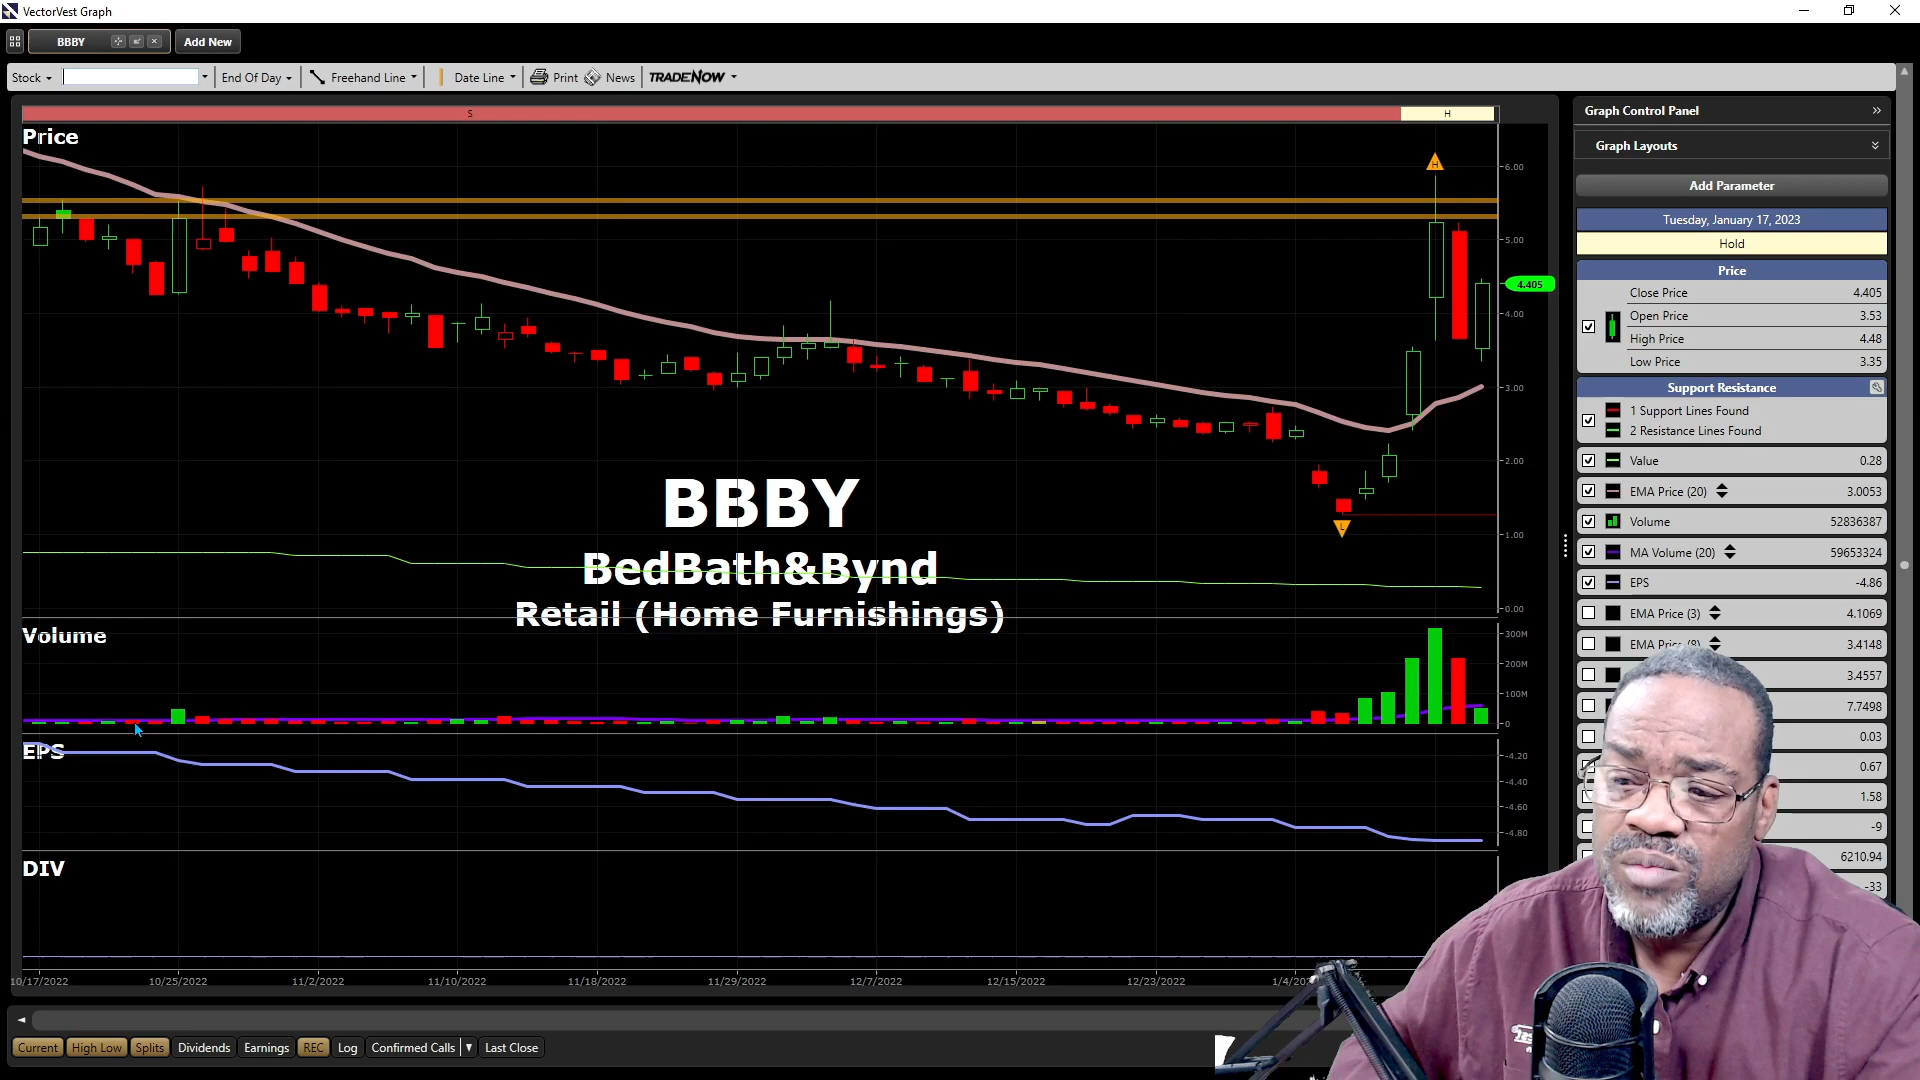 VectorVest Graph
BBBY Add New
Stock End Of Day Freehand Line Date Line Print News TRADENOW
S H
Price
H
6.00
5.00
4.405
4.00
3.00
2.00
1.00
0.00
L
BBBY
BedBath&Bynd
Retail (Home Furnishings)
Volume
300M
200M
100M
0
EPS
-4.20
-4.40
-4.60
-4.80
DIV
10/17/2022 10/25/2022 11/2/2022 11/10/2022 11/18/2022 11/29/2022 12/7/2022 12/15/2022 12/23/2022
Current High Low Splits Dividends Earnings REC Log Confirmed Calls Last Close
Graph Control Panel
Graph Layouts
Add Parameter
Tuesday, January 17, 2023
Hold
Price
Close Price 4.405
Open Price 3.53
High Price 4.48
Low Price 3.35
Support Resistance
1 Support Lines Found
2 Resistance Lines Found
Value 0.28
EMA Price (20) 3.0053
Volume 52836387
MA Volume (20) 59653324
EPS -4.86
EMA Price (3) 4.1069
EMA Price (8) 3.4148
3.4557
7.7498
0.03
0.67
1.58
-9
6210.94
-33